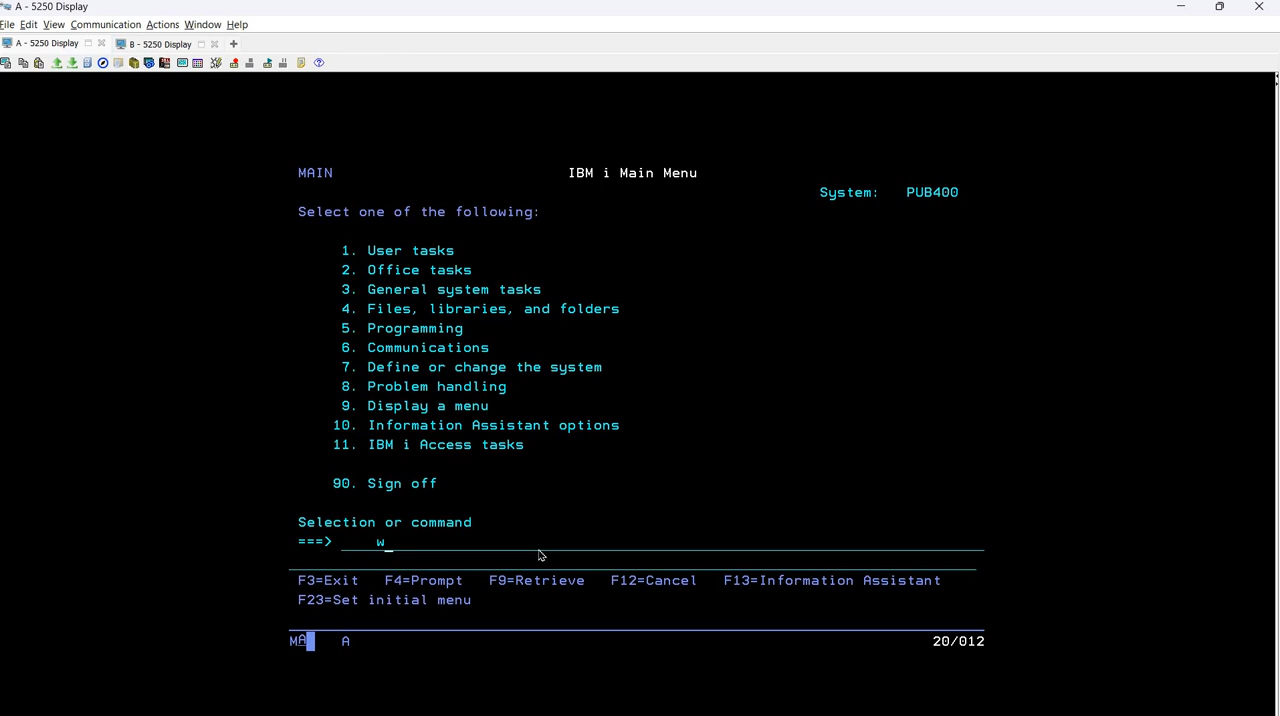 A - 5250 Display
File Edit View Communication Actions Window Help
A - 5250 Display B - 5250 Display
MAIN IBM i Main Menu
System: PUB400
Select one of the following:
1. User tasks
2. Office tasks
3. General system tasks
4. Files, libraries, and folders
5. Programming
6. Communications
7. Define or change the system
8. Problem handling
9. Display a menu
10. Information Assistant options
11. IBM i Access tasks
90. Sign off
Selection or command
===> w
F3=Exit F4=Prompt F9=Retrieve F12=Cancel F13=Information Assistant
F23=Set initial menu
MA A 20/012